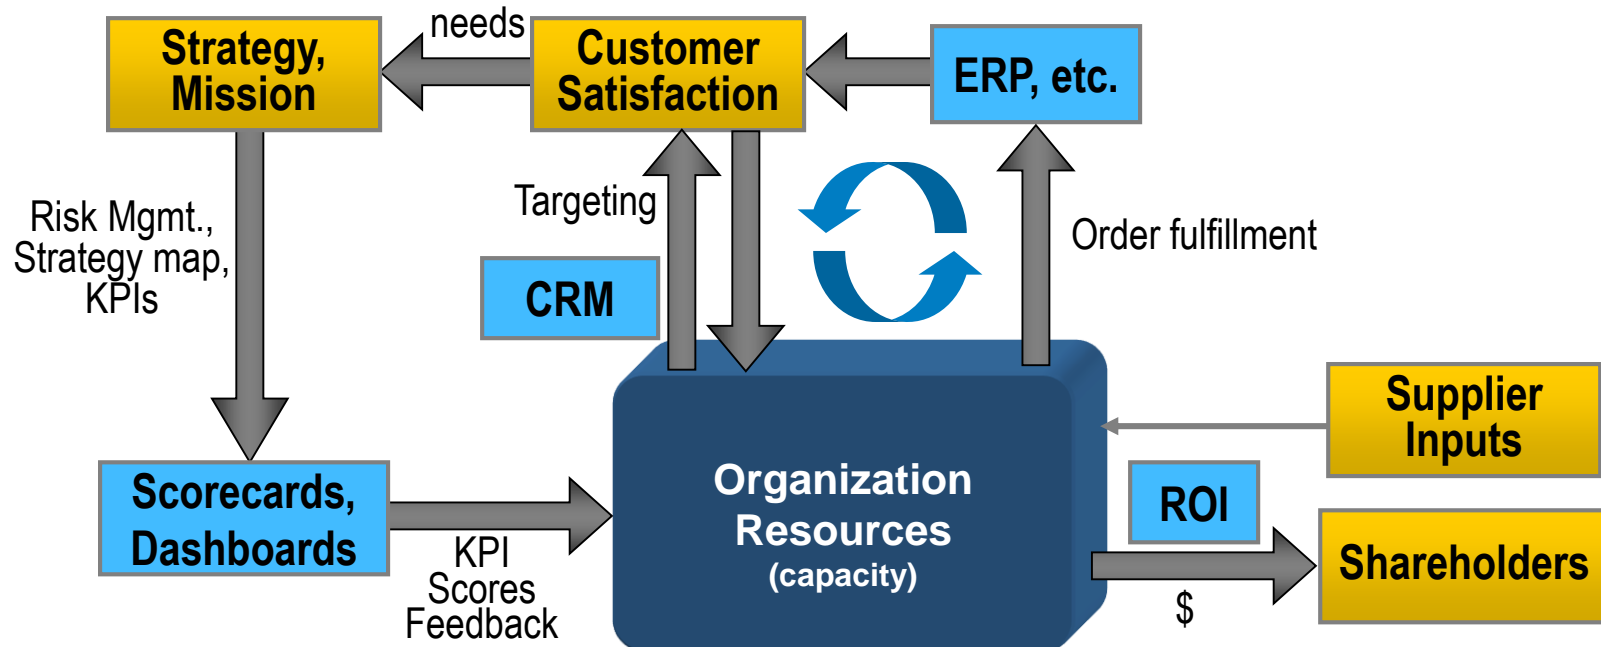 needs
Strategy,
Mission
Customer
Satisfaction
ERP, etc.
Risk Mgmt.,
Strategy map,
KPIs
Targeting
Order fulfillment
CRM
Supplier
Inputs
Scorecards,
Dashboards
KPI
Scores
Feedback
Organization
Resources
(capacity)
ROI
$
Shareholders